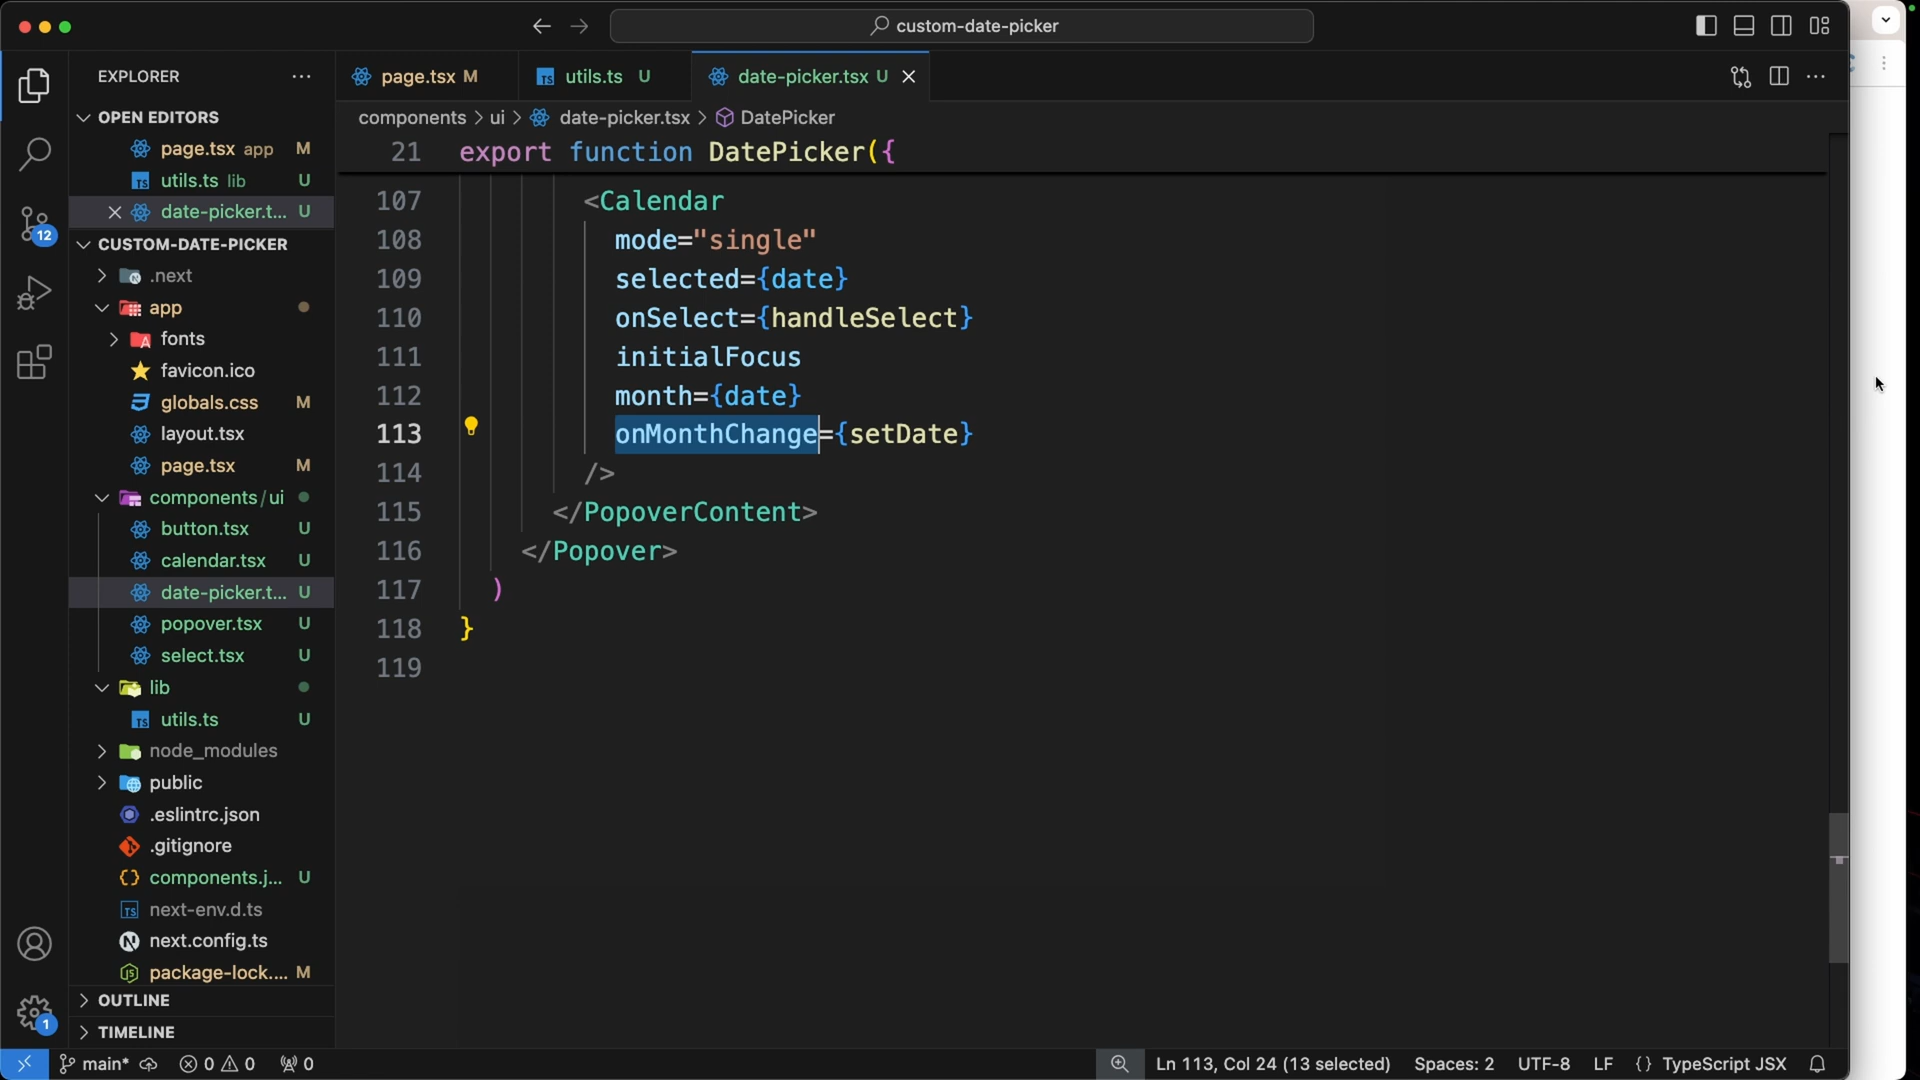 custom-date-picker
EXPLORER
OPEN EDITORS
page.tsx app M
utils.ts lib U
date-picker.t... U
CUSTOM-DATE-PICKER
.next
app
fonts
favicon.ico
globals.css M
layout.tsx
page.tsx M
components/ui
button.tsx U
calendar.tsx U
date-picker.t... U
popover.tsx U
select.tsx U
lib
utils.ts U
node_modules
public
.eslintrc.json
.gitignore
components.j... U
next-env.d.ts
next.config.ts
package-lock.... M
OUTLINE
TIMELINE
12
1
page.tsx M
utils.ts U
date-picker.tsx U
components > ui > date-picker.tsx > DatePicker
21 export function DatePicker({
107 <Calendar
108 mode="single"
109 selected={date}
110 onSelect={handleSelect}
111 initialFocus
112 month={date}
113 onMonthChange={setDate}
114 />
115 </PopoverContent>
116 </Popover>
117 )
118 }
119
main* 0 0 0 Ln 113, Col 24 (13 selected) Spaces: 2 UTF-8 LF {} TypeScript JSX